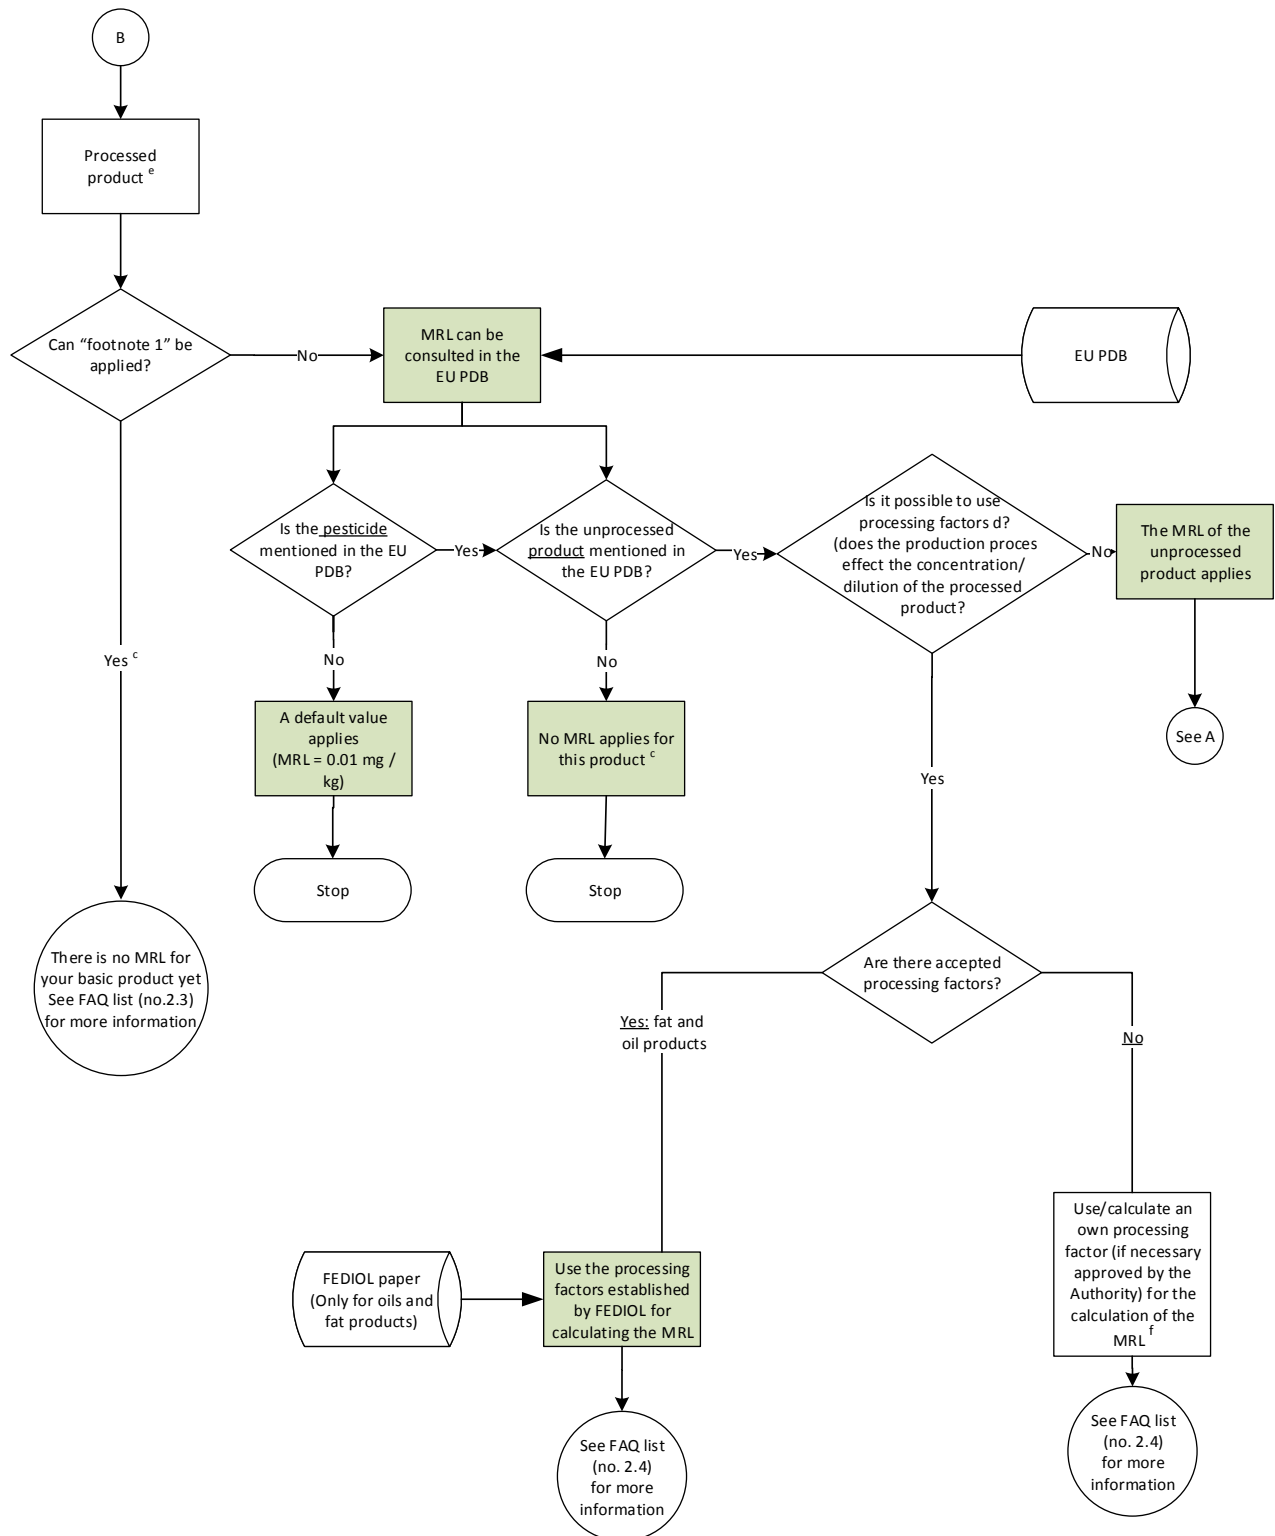 B
Processed
product e
Can “footnote 1” be
applied?
No
MRL can be
consulted in the
EU PDB
EU PDB
Is the pesticide
mentioned in the EU
PDB?
Yes
Is the unprocessed
product mentioned in
the EU PDB?
Yes
Is it possible to use
processing factors d?
(does the production proces
effect the concentration/
dilution of the processed
product?
No
The MRL of the
unprocessed
product applies
Yes c
No
No
A default value
applies
(MRL = 0.01 mg /
kg)
No MRL applies for
this product c
See A
Yes
Stop
Stop
There is no MRL for
your basic product yet
See FAQ list (no.2.3)
for more information
Are there accepted
processing factors?
Yes: fat and
oil products
No
FEDIOL paper
(Only for oils and
fat products)
Use the processing
factors established
by FEDIOL for
calculating the MRL
Use/calculate an
own processing
factor (if necessary
approved by the
Authority) for the
calculation of the
MRL f
See FAQ list
(no. 2.4)
for more
information
See FAQ list
(no. 2.4)
for more
information